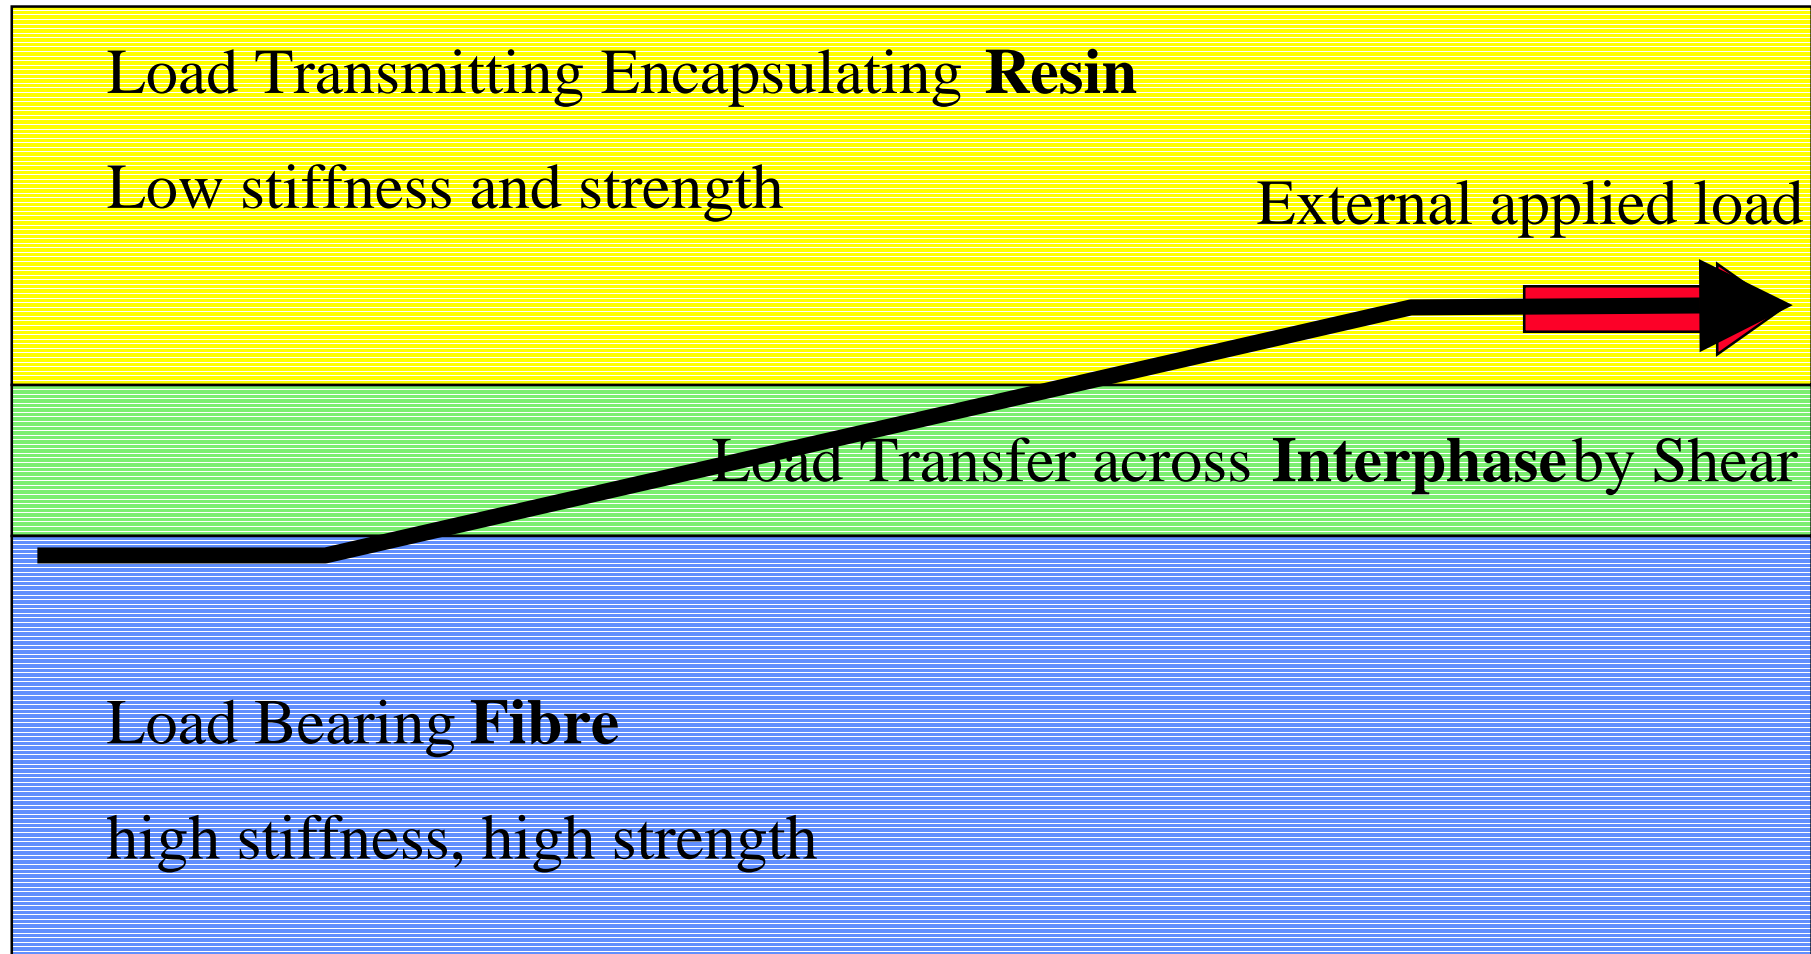 Load Transmitting Encapsulating Resin
Low stiffness and strength
External applied load
Load Transfer across Interphase by Shear
Load Bearing Fibre
high stiffness, high strength